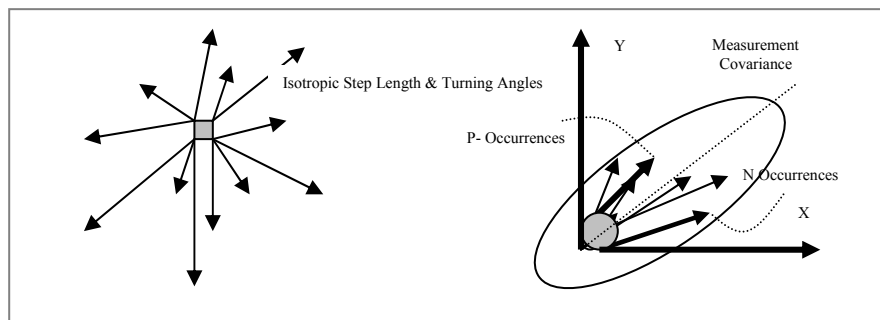 Isotropic Step Length & Turning Angles
Y
Measurement
Covariance
P- Occurrences
N Occurrences
X